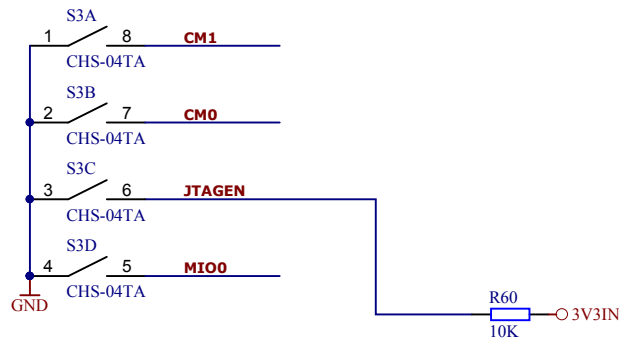 S3A
1 8 CM1
CHS-04TA
S3B
2 7 CM0
CHS-04TA
S3C
3 6 JTAGEN
CHS-04TA
S3D
4 5 MIO0
CHS-04TA
GND
R60
3V3IN
10K